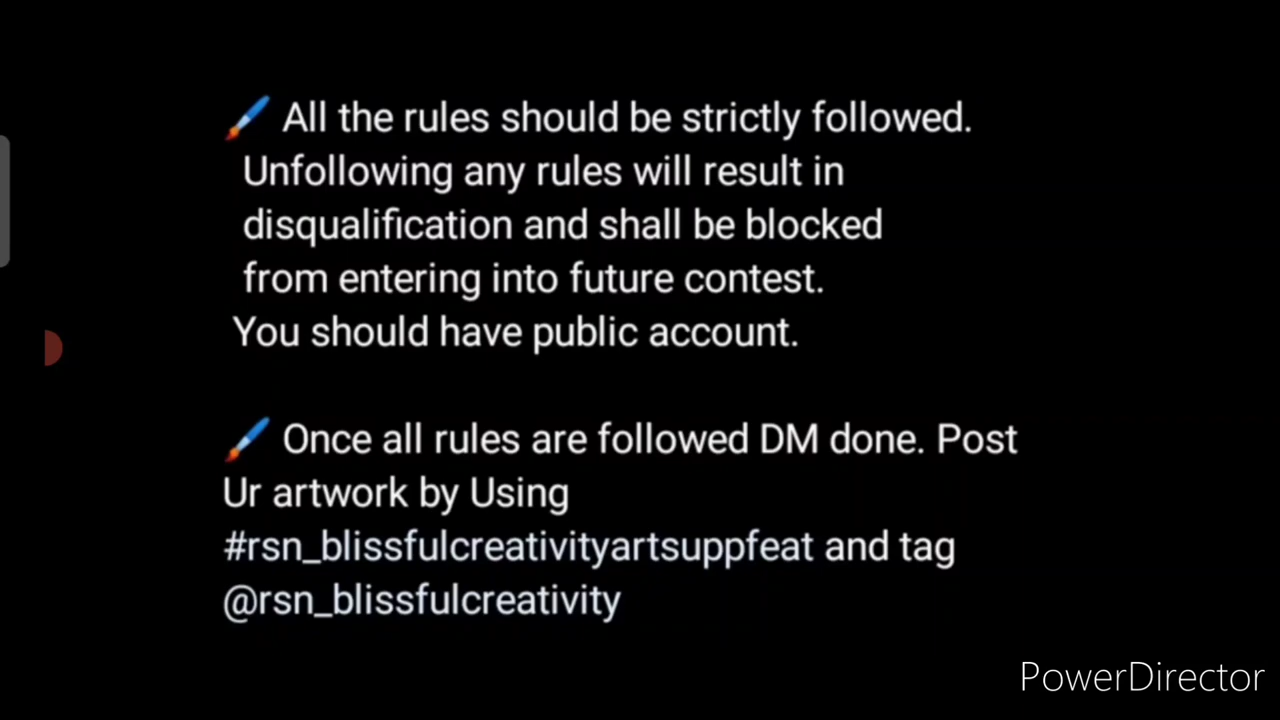 🖌️ All the rules should be strictly followed.
Unfollowing any rules will result in
disqualification and shall be blocked
from entering into future contest.
You should have public account.
🖌️ Once all rules are followed DM done. Post
Ur artwork by Using
#rsn_blissfulcreativityartsuppfeat and tag
@rsn_blissfulcreativity
PowerDirector